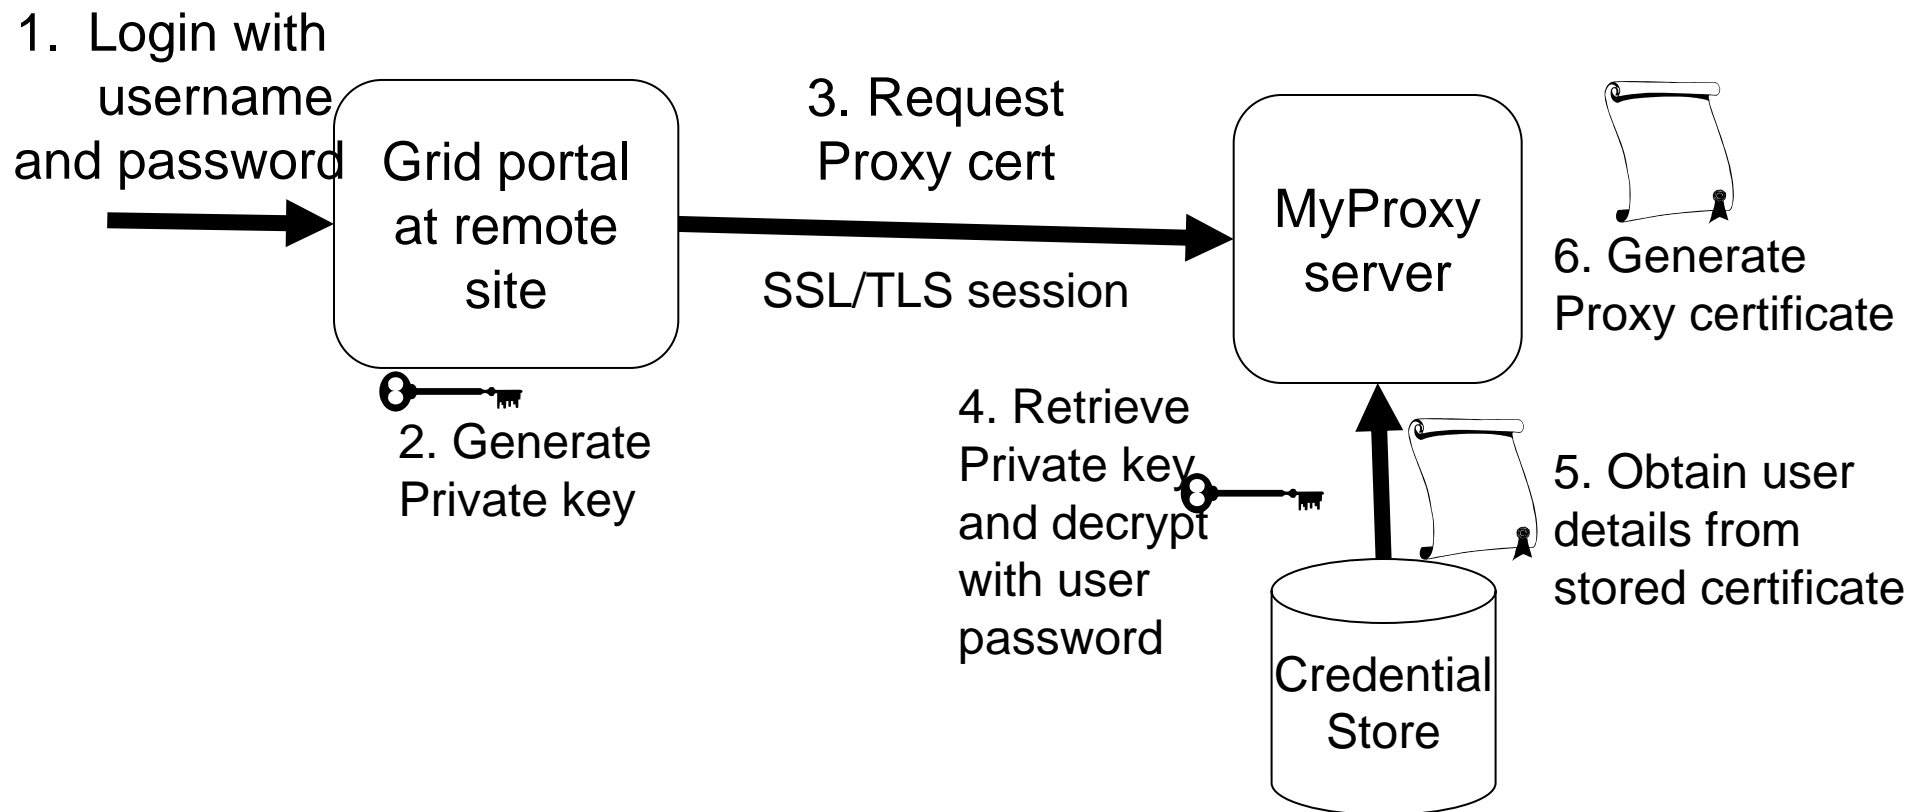 1. Login with
username
and password
Grid portal
at remote
site
2. Generate
Private key
3. Request
Proxy cert
SSL/TLS session
MyProxy
server
4. Retrieve
Private key
and decrypt
with user
password
Credential
Store
5. Obtain user
details from
stored certificate
6. Generate
Proxy certificate